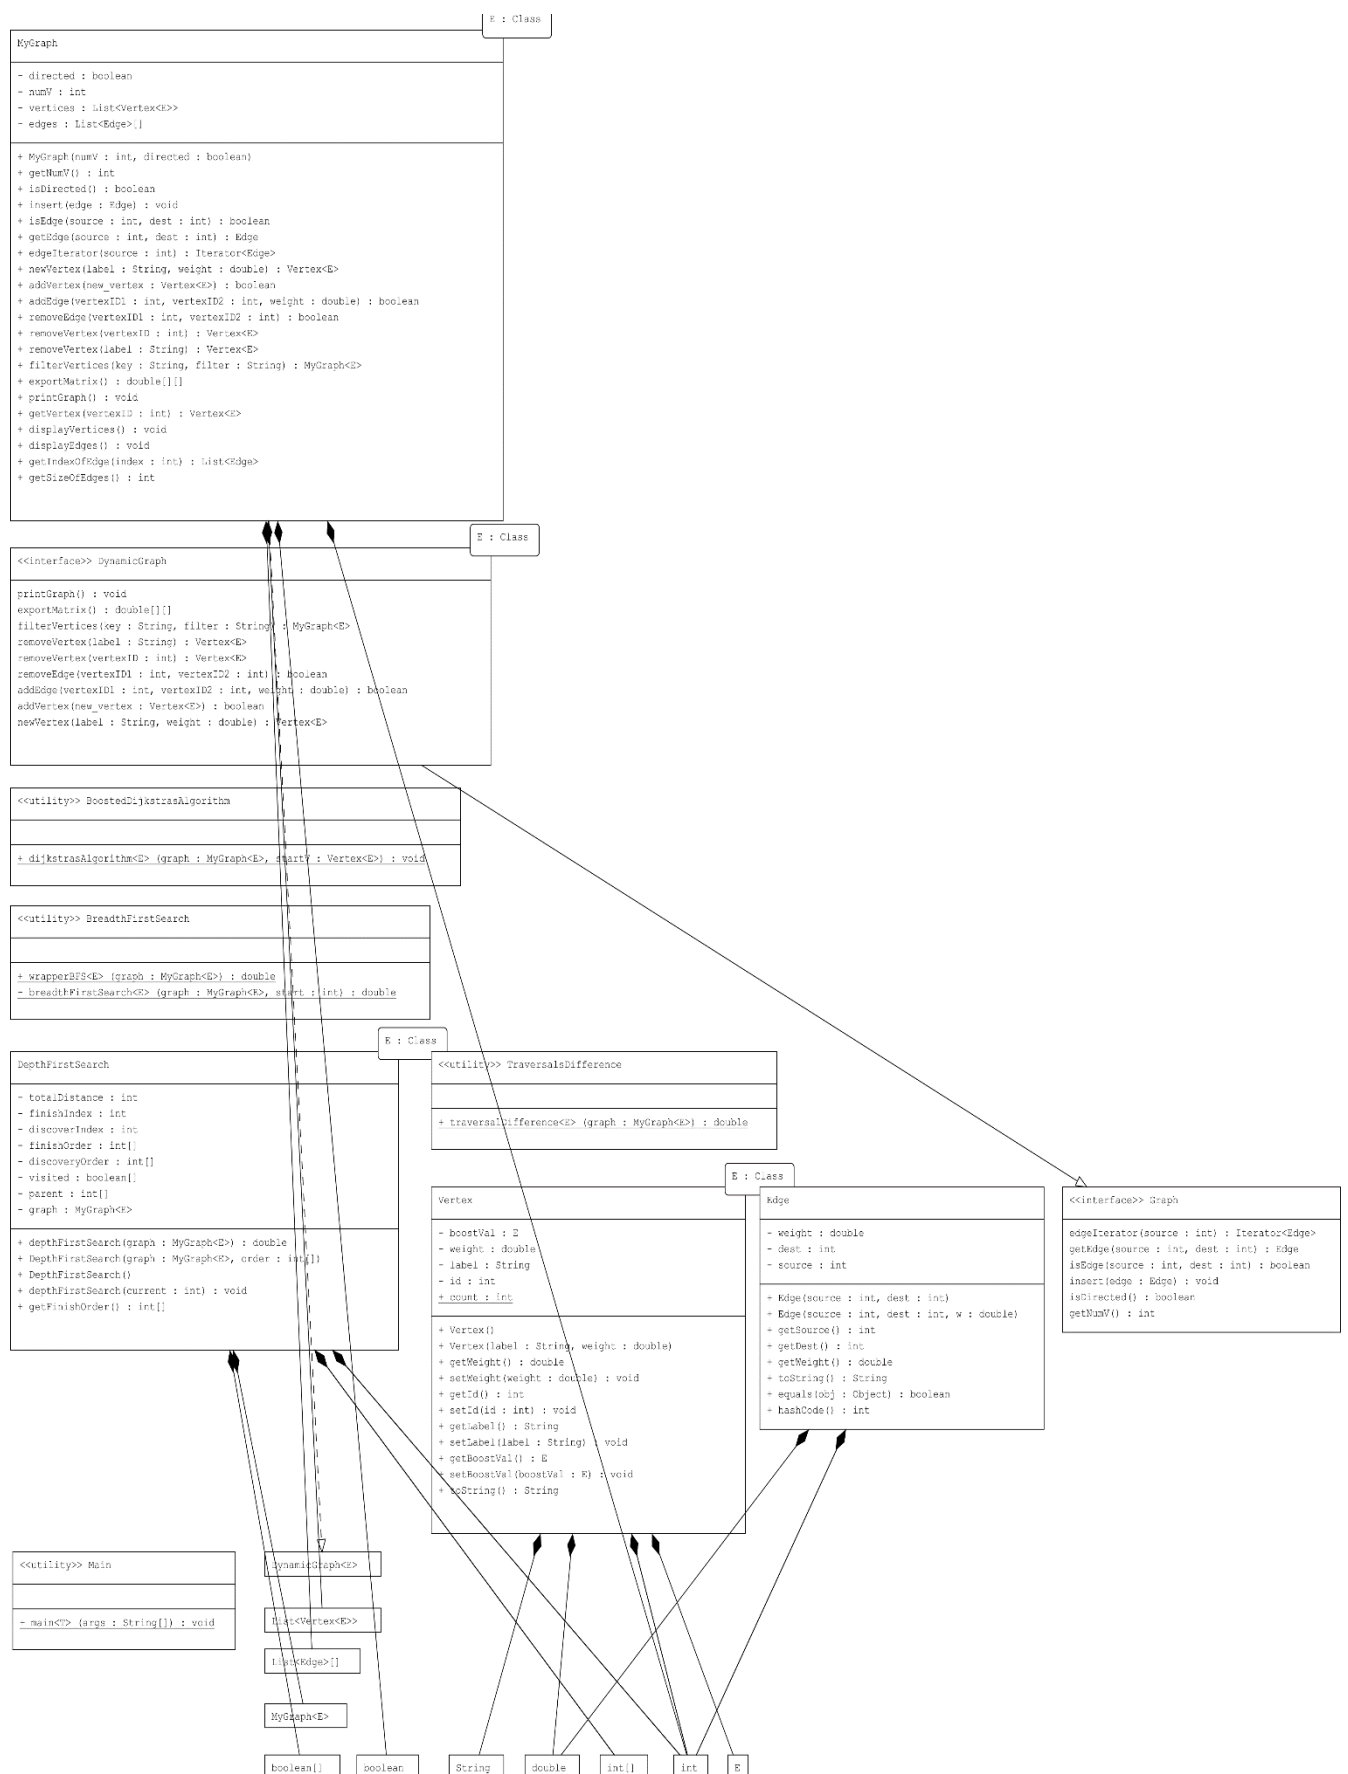 E : Class
MyGraph
- directed : boolean
- numV : int
- vertices : List<Vertex<E>>
- edges : List<Edge>[]
+ MyGraph(numV : int, directed : boolean)
+ getNumV() : int
+ isDirected() : boolean
+ insert(edge : Edge) : void
+ isEdge(source : int, dest : int) : boolean
+ getEdge(source : int, dest : int) : Edge
+ edgeIterator(source : int) : Iterator<Edge>
+ newVertex(label : String, weight : double) : Vertex<E>
+ addVertex(new_vertex : Vertex<E>) : boolean
+ addEdge(vertexID1 : int, vertexID2 : int, weight : double) : boolean
+ removeEdge(vertexID1 : int, vertexID2 : int) : boolean
+ removeVertex(vertexID : int) : Vertex<E>
+ removeVertex(label : String) : Vertex<E>
+ filterVertices(key : String, filter : String) : MyGraph<E>
+ exportMatrix() : double[][]
+ printGraph() : void
+ getVertex(vertexID : int) : Vertex<E>
+ displayVertices() : void
+ displayEdges() : void
+ getIndexOfEdge(index : int) : List<Edge>
+ getSizeOfEdges() : int
E : Class
<<interface>> DynamicGraph
printGraph() : void
exportMatrix() : double[][]
filterVertices(key : String, filter : String) : MyGraph<E>
removeVertex(label : String) : Vertex<E>
removeVertex(vertexID : int) : Vertex<E>
removeEdge(vertexID1 : int, vertexID2 : int) : boolean
addEdge(vertexID1 : int, vertexID2 : int, weight : double) : boolean
addVertex(new_vertex : Vertex<E>) : boolean
newVertex(label : String, weight : double) : Vertex<E>
<<utility>> BoostedDijkstrasAlgorithm
+ dijkstrasAlgorithm<E> (graph : MyGraph<E>, startV : Vertex<E>) : void
<<utility>> BreadthFirstSearch
+ wrapperBFS<E> (graph : MyGraph<E>) : double
- breadthFirstSearch<E> (graph : MyGraph<E>, start : int) : double
E : Class
DepthFirstSearch
- totalDistance : int
- finishIndex : int
- discoverIndex : int
- finishOrder : int[]
- discoveryOrder : int[]
- visited : boolean[]
- parent : int[]
- graph : MyGraph<E>
+ depthFirstSearch(graph : MyGraph<E>) : double
+ DepthFirstSearch(graph : MyGraph<E>, order : int[])
+ DepthFirstSearch()
+ depthFirstSearch(current : int) : void
+ getFinishOrder() : int[]
<<utility>> TraversalsDifference
+ traversalDifference<E> (graph : MyGraph<E>) : double
E : Class
Vertex
- boostVal : E
- weight : double
- label : String
- id : int
+ count : int
+ Vertex()
+ Vertex(label : String, weight : double)
+ getWeight() : double
+ setWeight(weight : double) : void
+ getId() : int
+ setId(id : int) : void
+ getLabel() : String
+ setLabel(label : String) : void
+ getBoostVal() : E
+ setBoostVal(boostVal : E) : void
+ toString() : String
Edge
- weight : double
- dest : int
- source : int
+ Edge(source : int, dest : int)
+ Edge(source : int, dest : int, w : double)
+ getSource() : int
+ getDest() : int
+ getWeight() : double
+ toString() : String
+ equals(obj : Object) : boolean
+ hashCode() : int
<<interface>> Graph
edgeIterator(source : int) : Iterator<Edge>
getEdge(source : int, dest : int) : Edge
isEdge(source : int, dest : int) : boolean
insert(edge : Edge) : void
isDirected() : boolean
getNumV() : int
<<utility>> Main
+ main<T> (args : String[]) : void
DynamicGraph<E>
List<Vertex<E>>
List<Edge>[]
MyGraph<E>
boolean[]
boolean
String
double
int[]
int
E